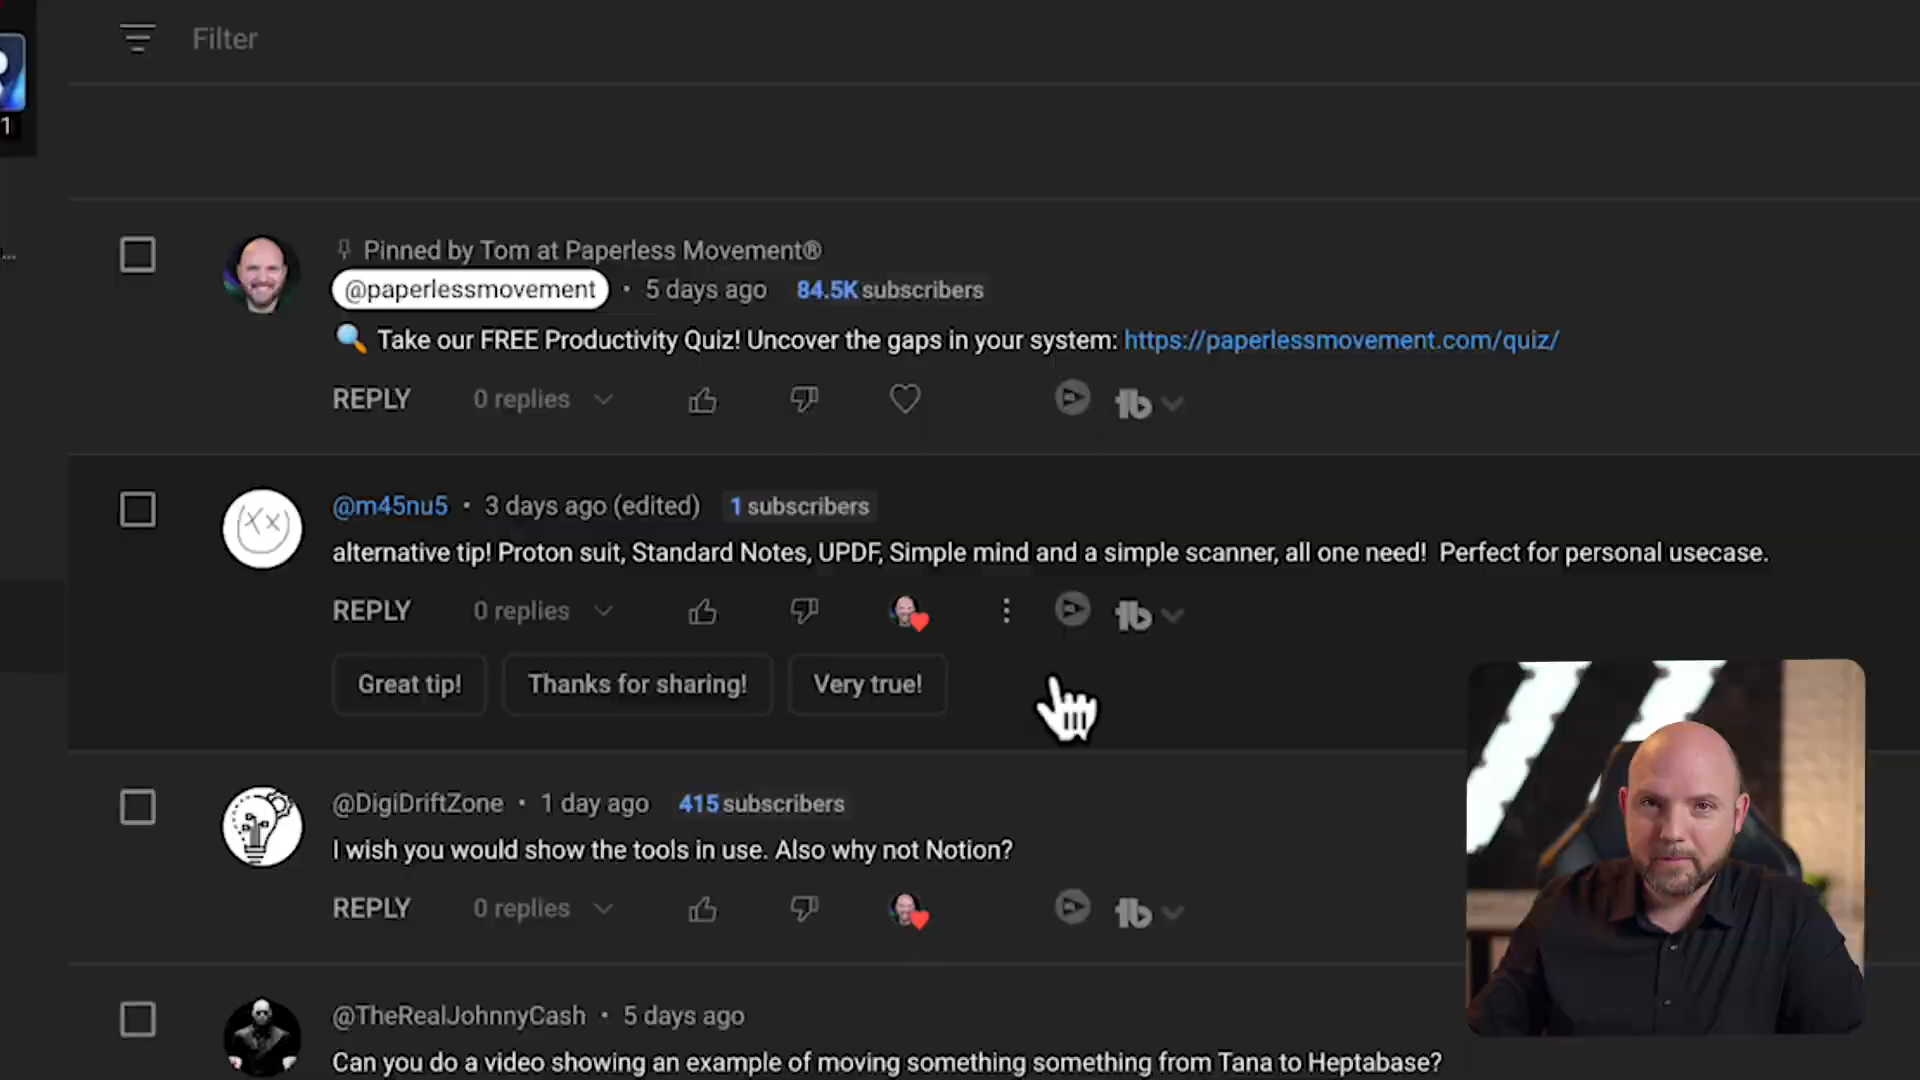 Filter
1
...
Pinned by Tom at Paperless Movement®
@paperlessmovement • 5 days ago 84.5K subscribers
🔍 Take our FREE Productivity Quiz! Uncover the gaps in your system: https://paperlessmovement.com/quiz/
REPLY 0 replies
@m45nu5 • 3 days ago (edited) 1 subscribers
alternative tip! Proton suit, Standard Notes, UPDF, Simple mind and a simple scanner, all one need! Perfect for personal usecase.
REPLY 0 replies
Great tip! Thanks for sharing! Very true!
@DigiDriftZone • 1 day ago 415 subscribers
I wish you would show the tools in use. Also why not Notion?
REPLY 0 replies
@TheRealJohnnyCash • 5 days ago
Can you do a video showing an example of moving something something from Tana to Heptabase?